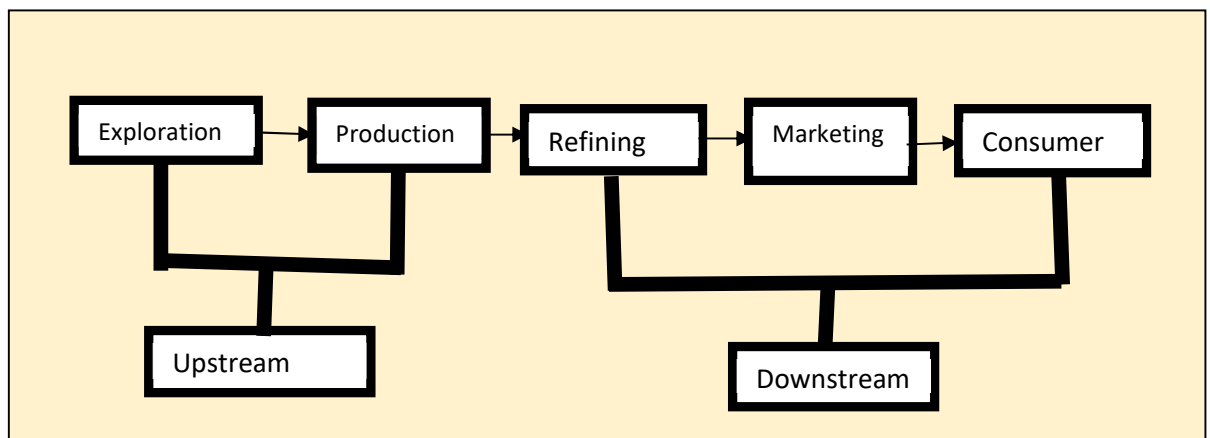 Exploration
Production
Refining
Marketing
Consumer
Upstream
Downstream